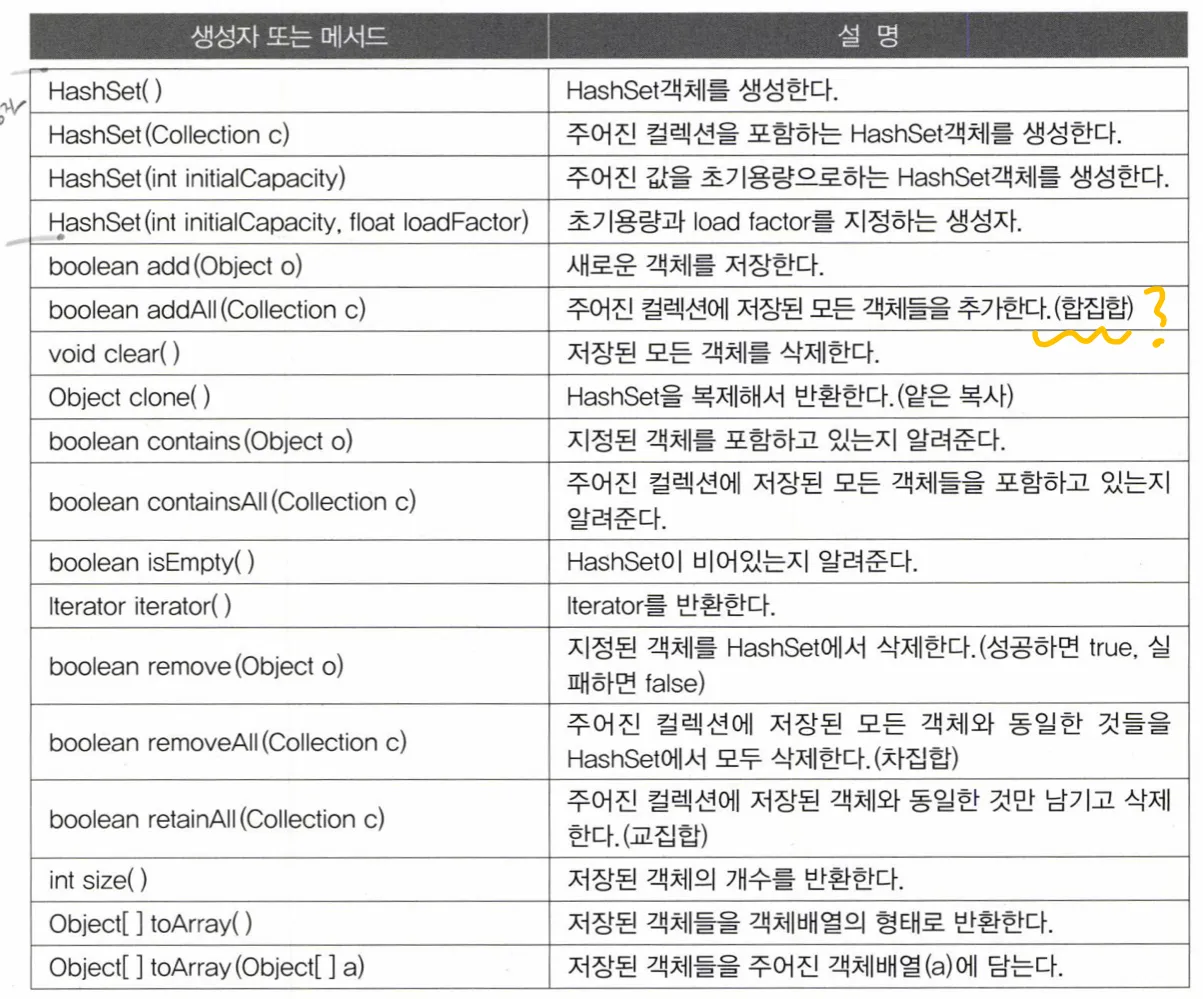 생성자 또는 메서드 설 명
HashSet( ) HashSet객체를 생성한다.
HashSet(Collection c) 주어진 컬렉션을 포함하는 HashSet객체를 생성한다.
HashSet(int initialCapacity) 주어진 값을 초기용량으로하는 HashSet객체를 생성한다.
HashSet(int initialCapacity, float loadFactor) 초기용량과 load factor를 지정하는 생성자.
boolean add(Object o) 새로운 객체를 저장한다.
boolean addAll(Collection c) 주어진 컬렉션에 저장된 모든 객체들을 추가한다.(합집합) ?
void clear( ) 저장된 모든 객체를 삭제한다.
Object clone( ) HashSet을 복제해서 반환한다.(얕은 복사)
boolean contains(Object o) 지정된 객체를 포함하고 있는지 알려준다.
boolean containsAll(Collection c) 주어진 컬렉션에 저장된 모든 객체들을 포함하고 있는지
알려준다.
boolean isEmpty( ) HashSet이 비어있는지 알려준다.
Iterator iterator( ) Iterator를 반환한다.
boolean remove(Object o) 지정된 객체를 HashSet에서 삭제한다.(성공하면 true, 실
패하면 false)
boolean removeAll(Collection c) 주어진 컬렉션에 저장된 모든 객체와 동일한 것들을
HashSet에서 모두 삭제한다.(차집합)
boolean retainAll(Collection c) 주어진 컬렉션에 저장된 객체와 동일한 것만 남기고 삭제
한다.(교집합)
int size( ) 저장된 객체의 개수를 반환한다.
Object[ ] toArray( ) 저장된 객체들을 객체배열의 형태로 반환한다.
Object[ ] toArray(Object[ ] a) 저장된 객체들을 주어진 객체배열(a)에 담는다.